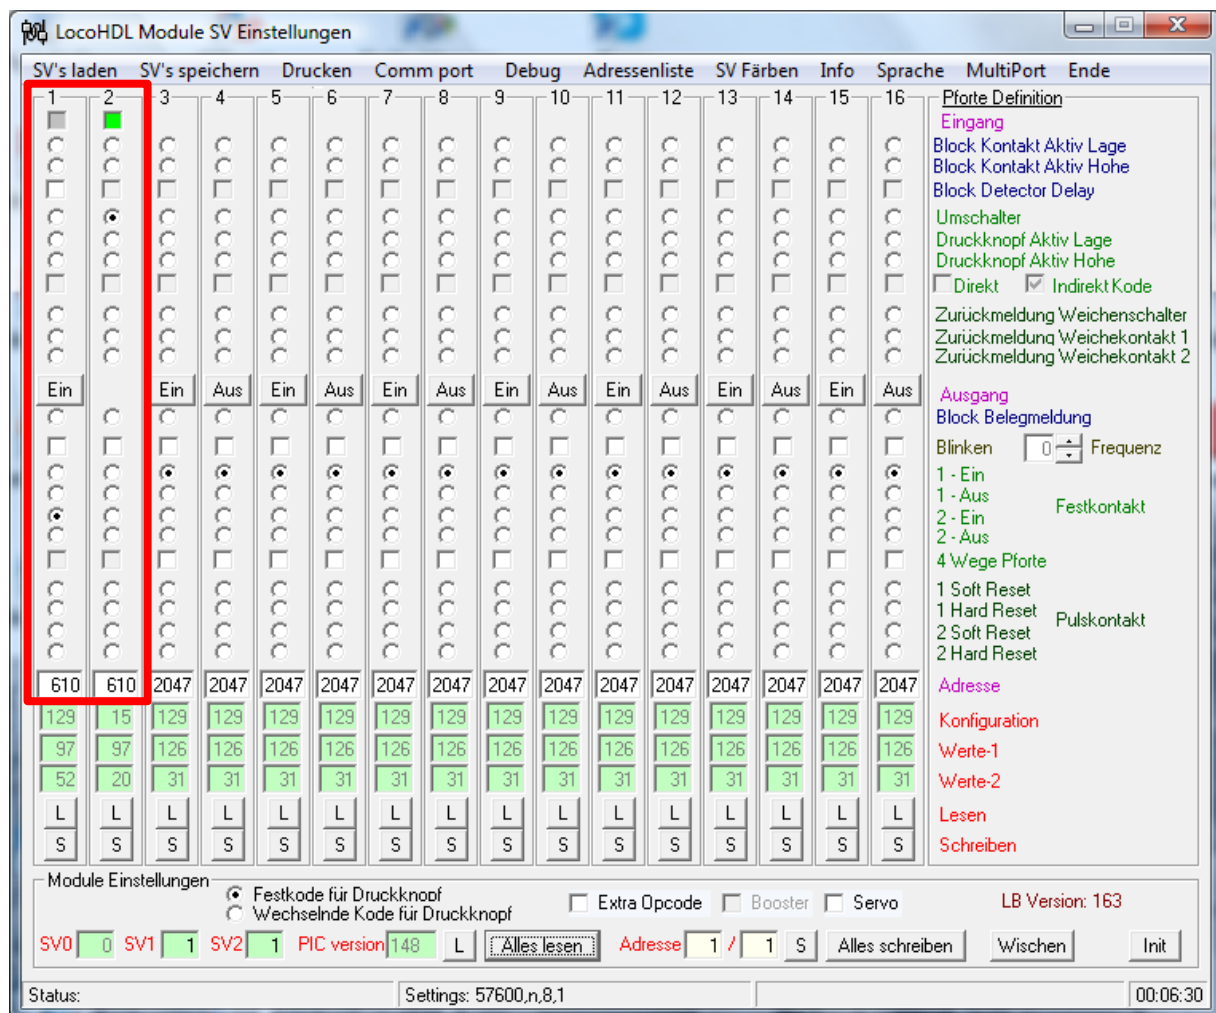 LocoHDL Module SV Einstellungen
SV's laden SV's speichern Drucken Comm port Debug Adressenliste SV Färben Info Sprache MultiPort Ende
1 2 3 4 5 6 7 8 9 10 11 12 13 14 15 16 Pforte Definition
Eingang
Block Kontakt Aktiv Lage
Block Kontakt Aktiv Hohe
Block Detector Delay
Umschalter
Druckknopf Aktiv Lage
Druckknopf Aktiv Hohe
Direkt Indirekt Kode
Zurückmeldung Weichenschalter
Zurückmeldung Weichekontakt 1
Zurückmeldung Weichekontakt 2
Ein Ein Aus Ein Aus Ein Aus Ein Aus Ein Aus Ein Aus Ein Aus Ausgang
Block Belegmeldung
Blinken 0 Frequenz
1 - Ein
1 - Aus
2 - Ein
2 - Aus
Festkontakt
4 Wege Pforte
1 Soft Reset
1 Hard Reset
2 Soft Reset
2 Hard Reset
Pulskontakt
610 610 2047 2047 2047 2047 2047 2047 2047 2047 2047 2047 2047 2047 2047 2047 Adresse
129 15 129 129 129 129 129 129 129 129 129 129 129 129 129 129 Konfiguration
97 97 126 126 126 126 126 126 126 126 126 126 126 126 126 126 Werte-1
52 20 31 31 31 31 31 31 31 31 31 31 31 31 31 31 Werte-2
L L L L L L L L L L L L L L L L Lesen
S S S S S S S S S S S S S S S S Schreiben
Module Einstellungen
Festkode für Druckknopf
Wechselnde Kode für Druckknopf
Extra Opcode Booster Servo LB Version: 163
SV0 0 SV1 1 SV2 1 PIC version 148 L Alles lesen Adresse 1 / 1 S Alles schreiben Wischen Init
Status: Settings: 57600,n,8,1 00:06:30